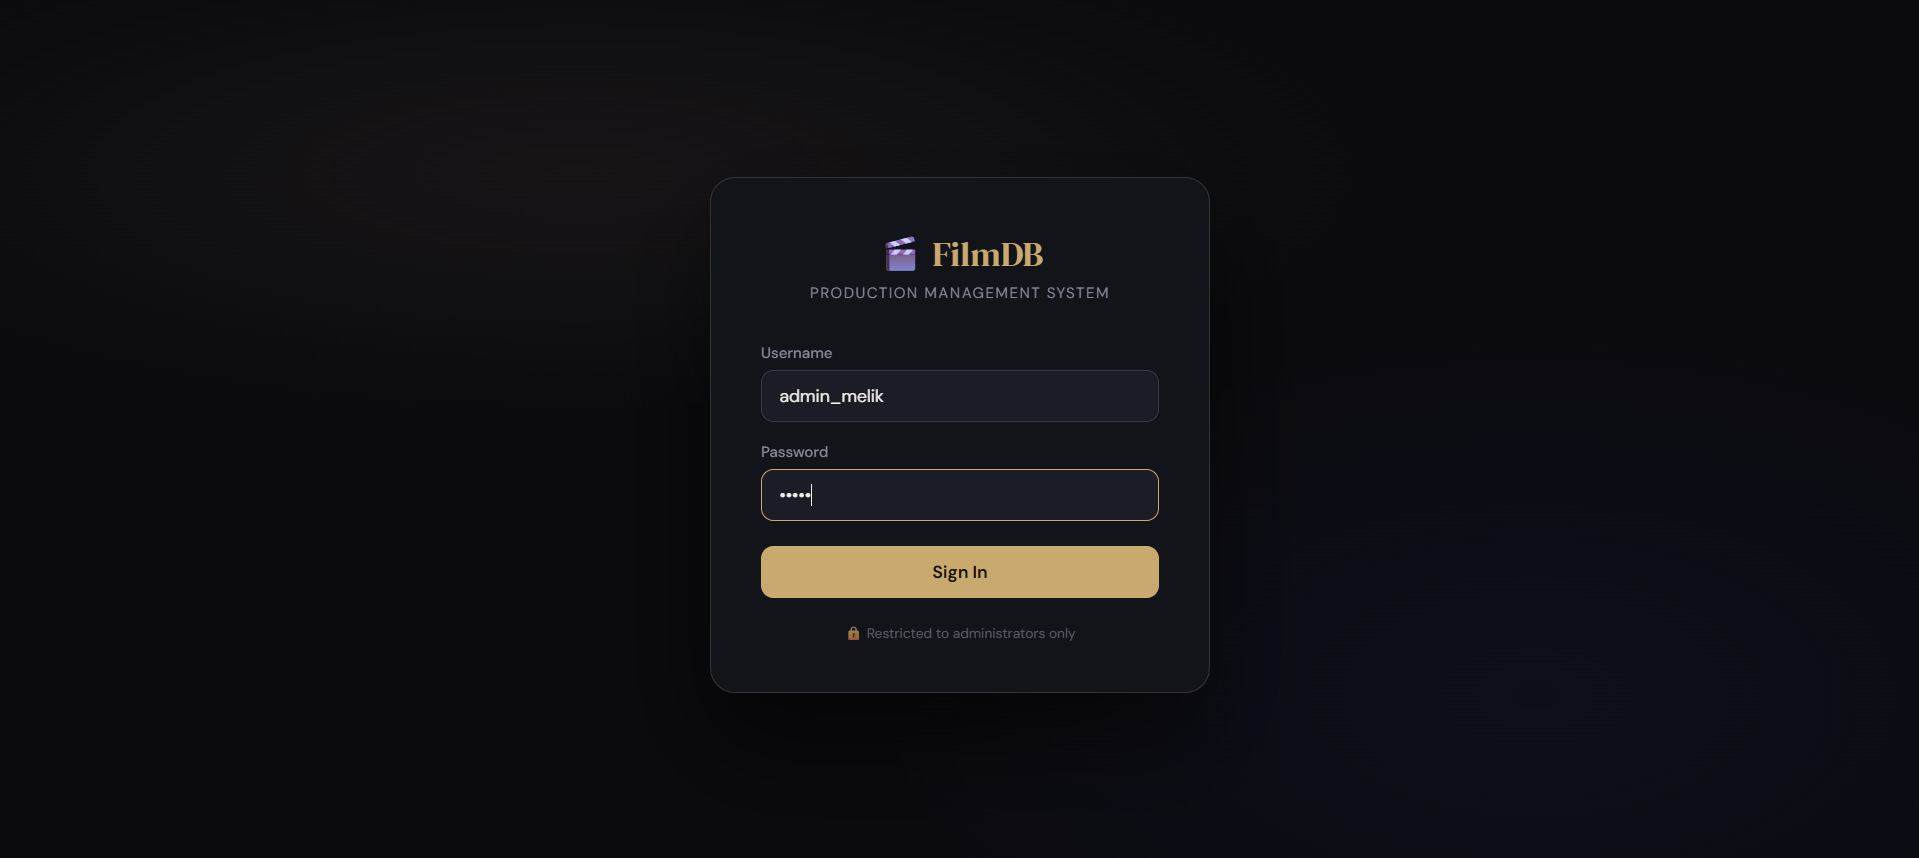 FilmDB
PRODUCTION MANAGEMENT SYSTEM
Username
admin_melik
Password
•••••
Sign In
Restricted to administrators only